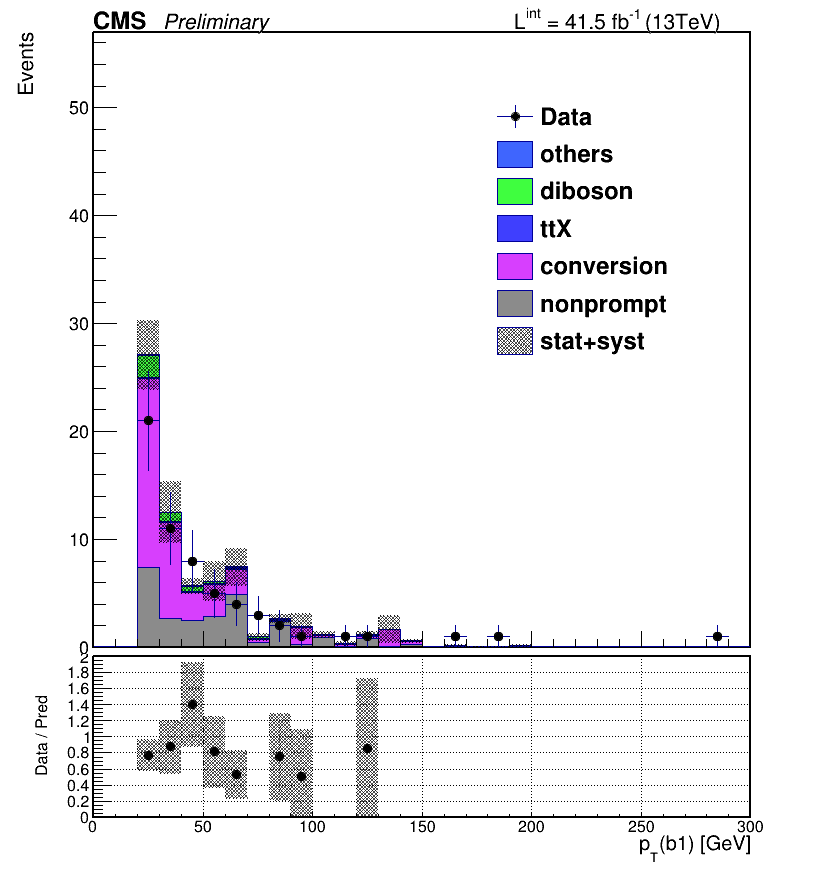 CMS Preliminary L^int = 41.5 fb^-1 (13TeV)
Events
50
40
30
20
10
0
Data
others
diboson
ttX
conversion
nonprompt
stat+syst
Data / Pred
2
1.8
1.6
1.4
1.2
1
0.8
0.6
0.4
0.2
0
0 50 100 150 200 250 300
p_T(b1) [GeV]